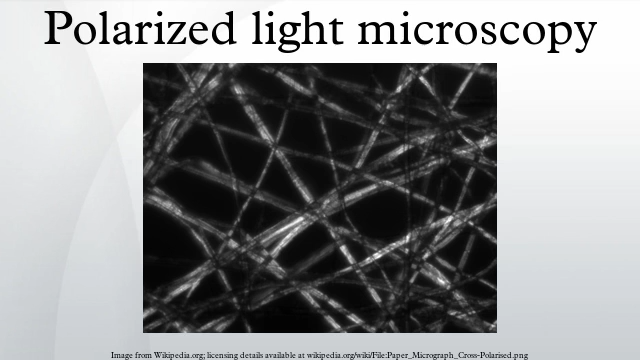 Polarized light microscopy
Image from Wikipedia.org; licensing details available at wikipedia.org/wiki/File:Paper_Micrograph_Cross-Polarised.png